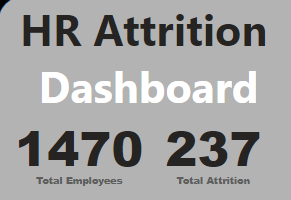 HR Attrition
Dashboard
1470 237
Total Employees Total Attrition